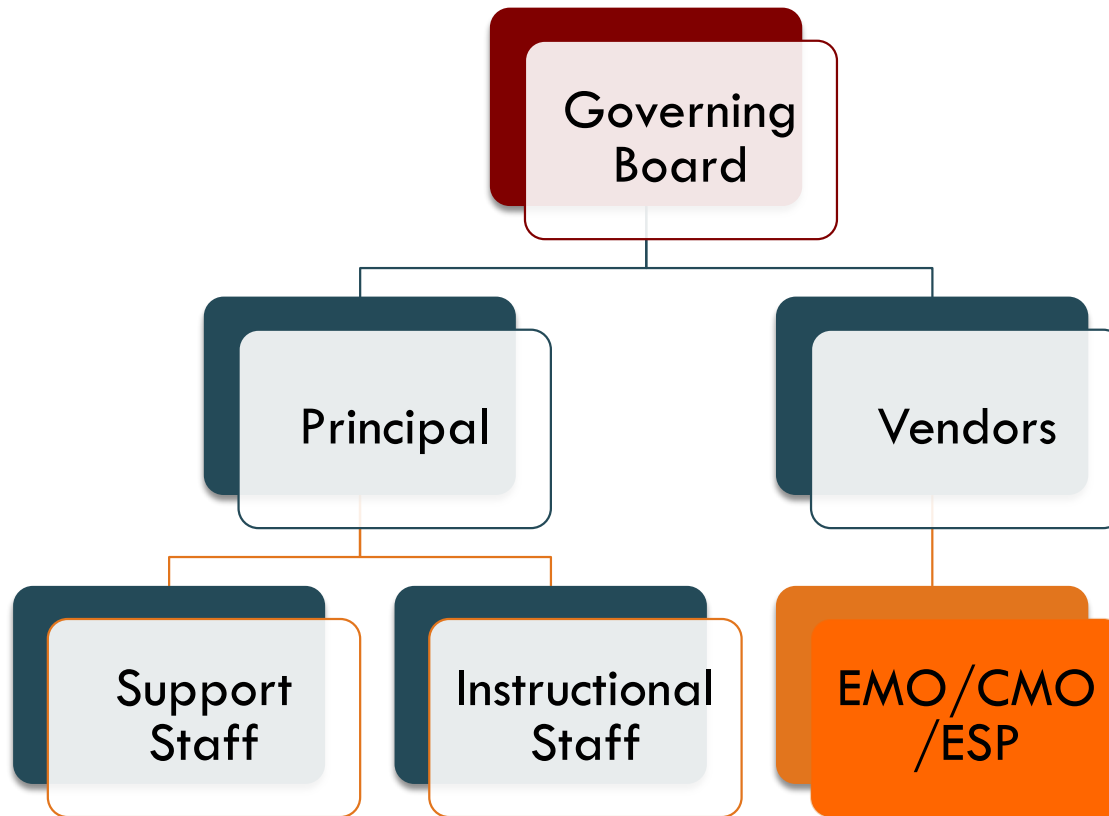 Governing
Board
Principal
Vendors
Support
Staff
Instructional
Staff
EMO/CMO
/ESP